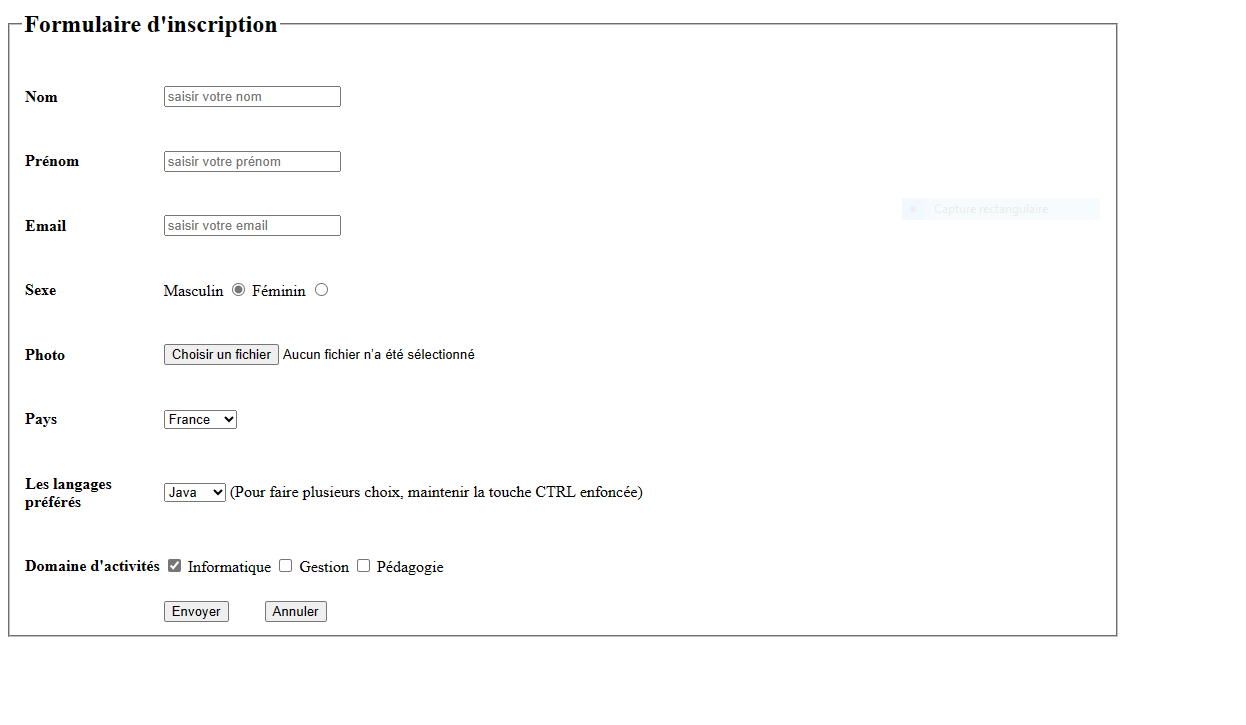 Formulaire d'inscription
Nom saisir votre nom
Prénom saisir votre prénom
Email saisir votre email
Capture rectangulaire
Sexe Masculin Féminin
Photo Choisir un fichier Aucun fichier n'a été sélectionné
Pays France
Les langages
préférés
Java (Pour faire plusieurs choix, maintenir la touche CTRL enfoncée)
Domaine d'activités Informatique Gestion Pédagogie
Envoyer Annuler